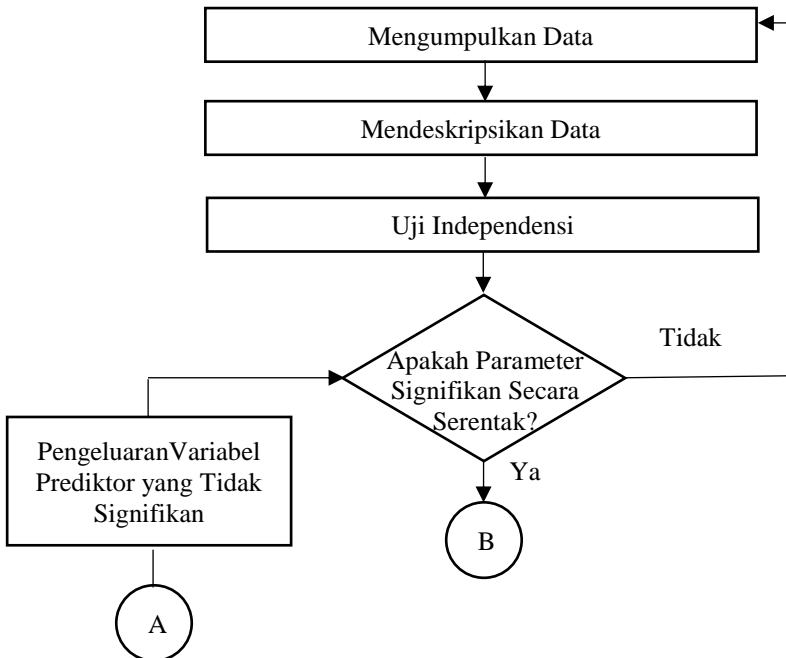 Mengumpulkan Data
Mendeskripsikan Data
Uji Independensi
Tidak
Apakah Parameter
Signifikan Secara
Serentak?
PengeluaranVariabel
Prediktor yang Tidak
Signifikan
Ya
B
A